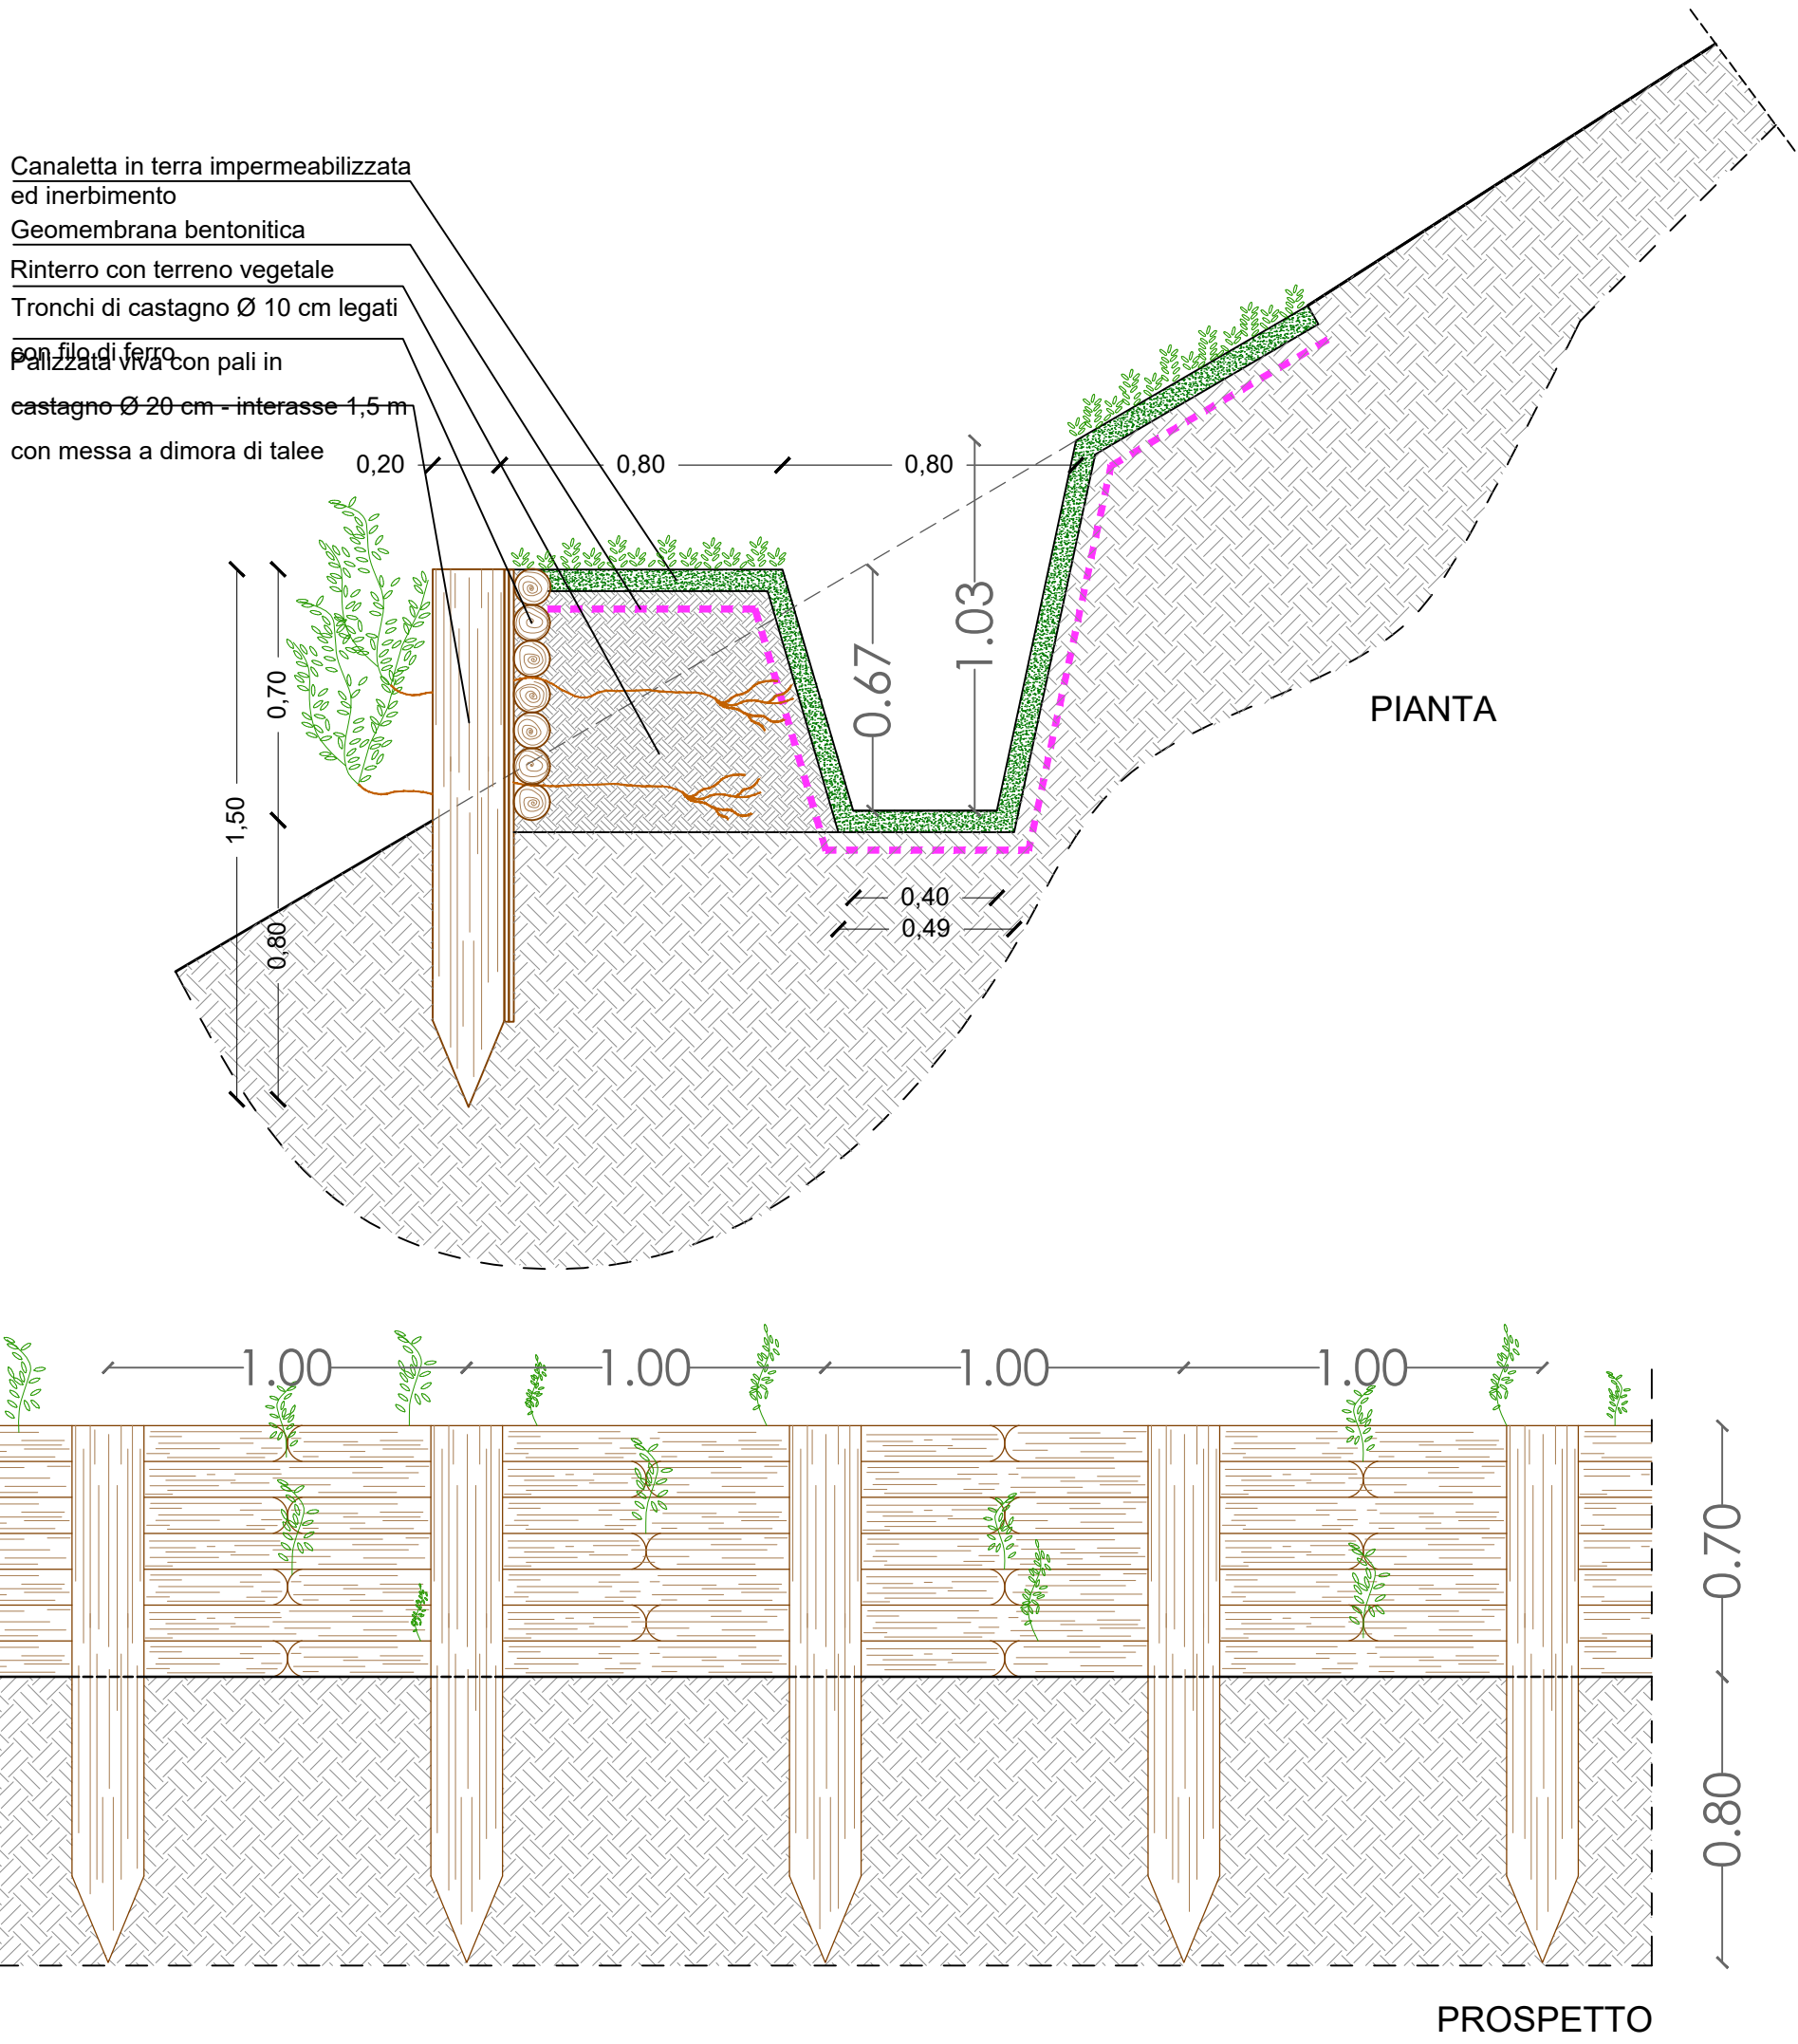 Canaletta in terra impermeabilizzata
ed inerbimento
Geomembrana bentonitica
Rinterro con terreno vegetale
Tronchi di castagno Ø 10 cm legati
con filo di ferro
Palizzata viva con pali in
castagno Ø 20 cm - interasse 1,5 m
con messa a dimora di talee
0,20
0,80
0,80
1.03
0.67
0,70
1,50
0,80
PIANTA
0,40
0,49
1.00
1.00
1.00
1.00
0.70
0.80
PROSPETTO